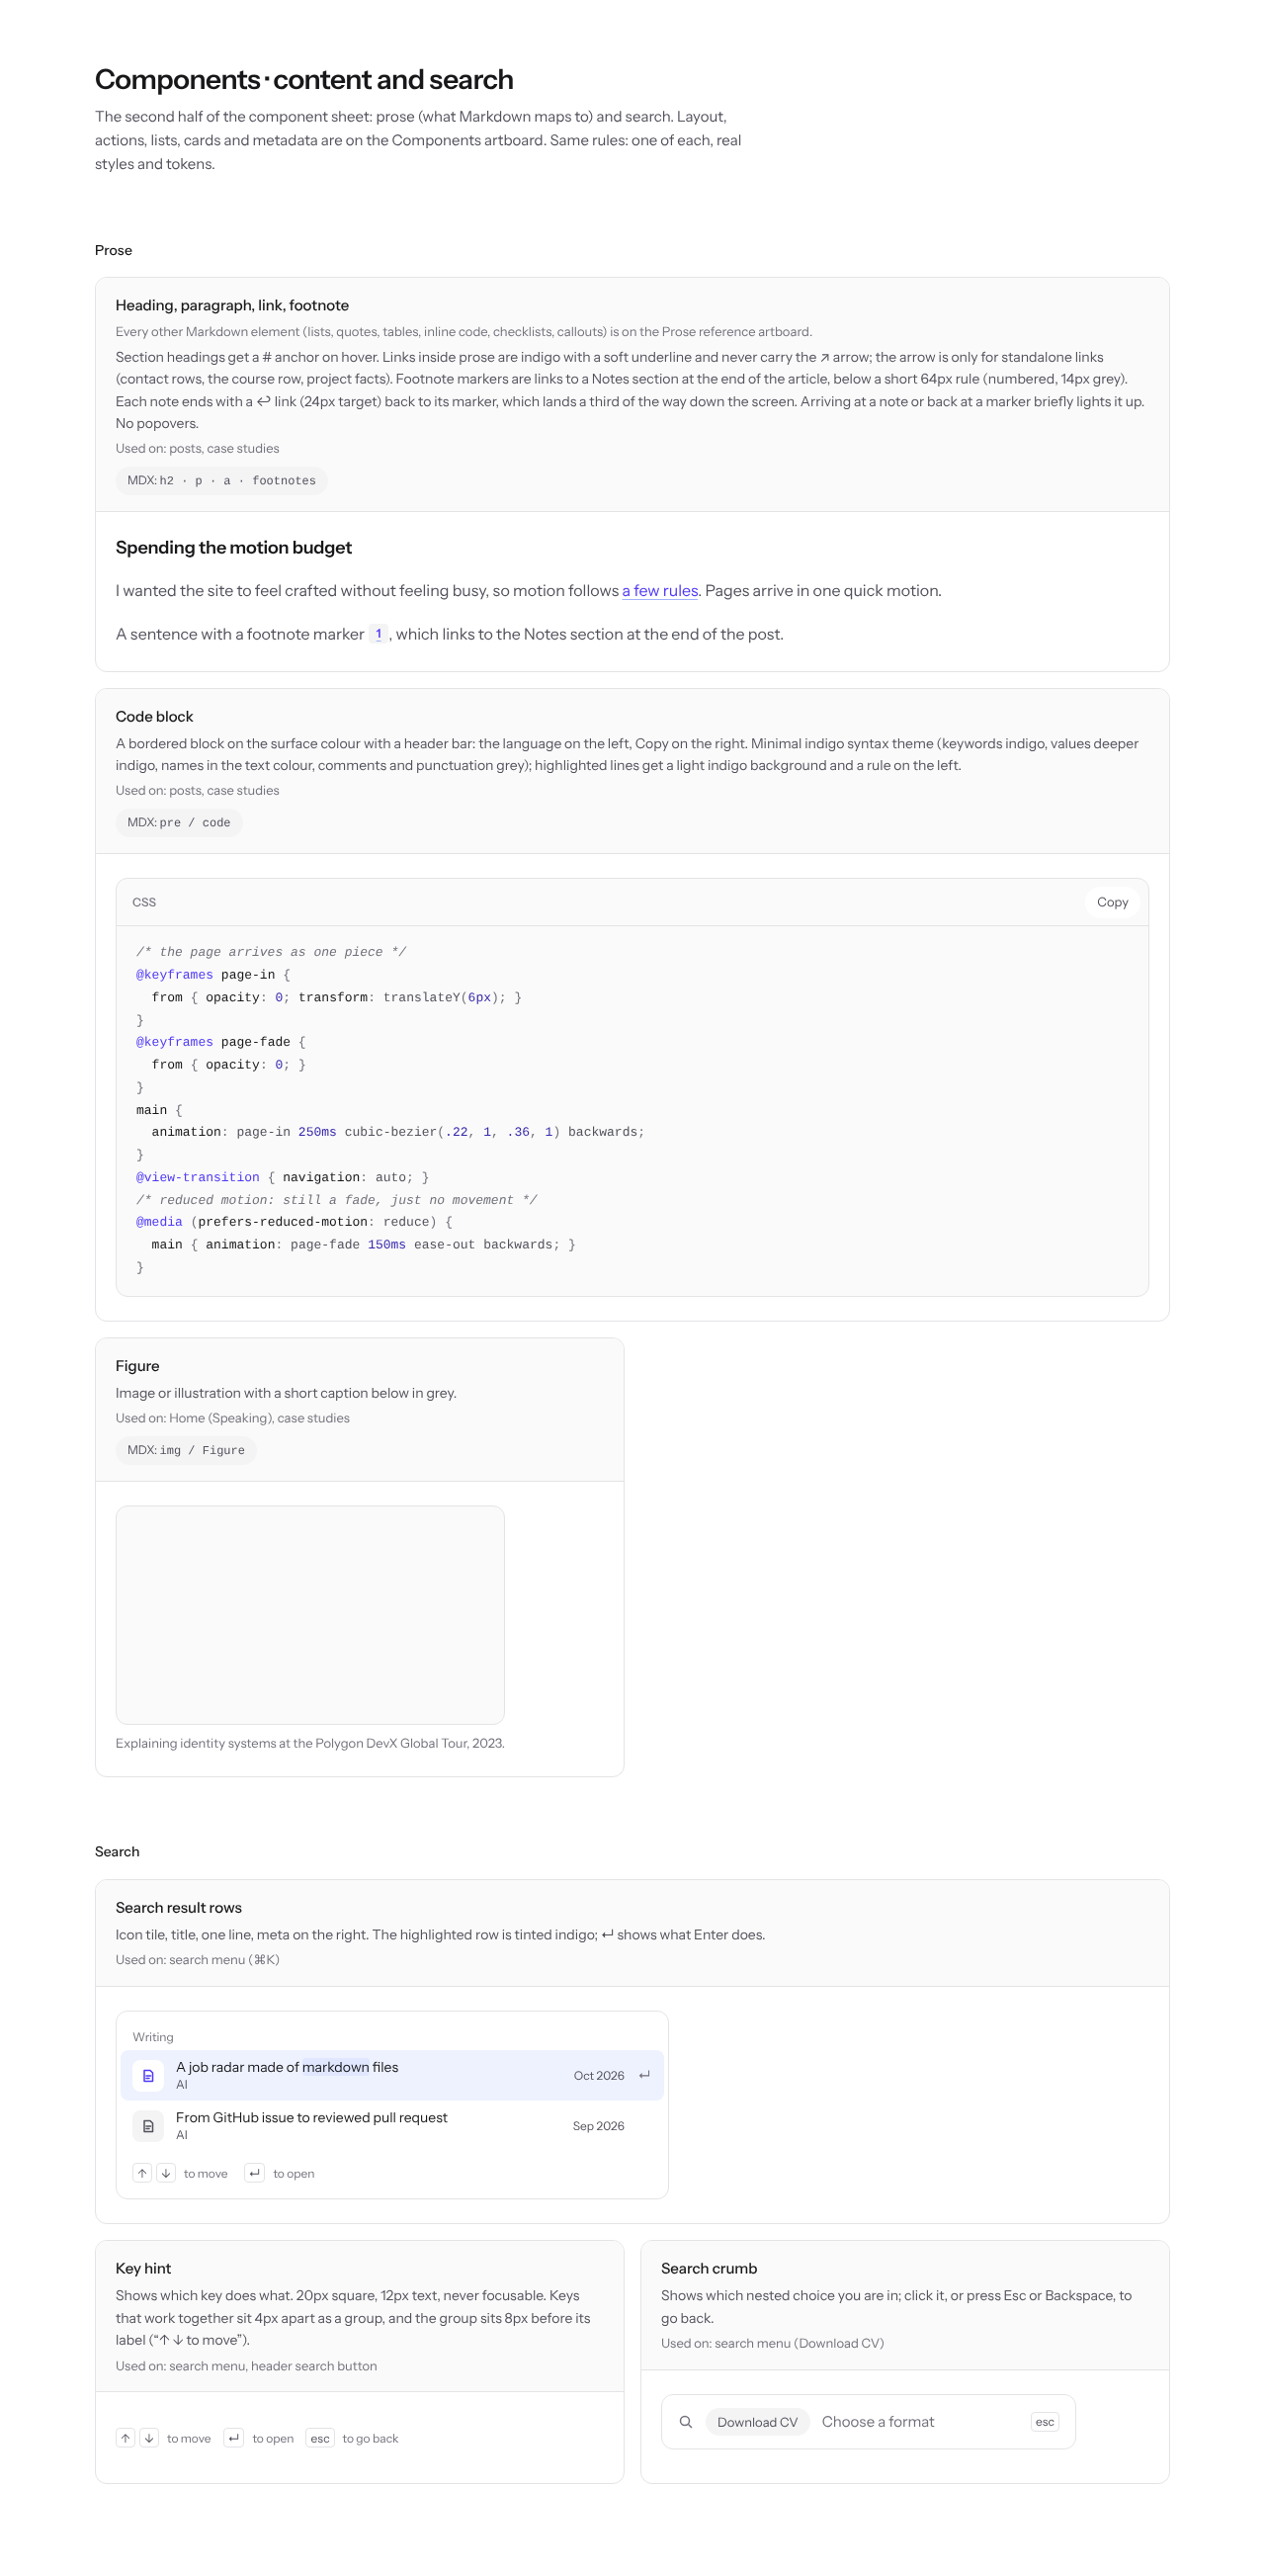 Components · content and search
The second half of the component sheet: prose (what Markdown maps to) and search. Layout,
actions, lists, cards and metadata are on the Components artboard. Same rules: one of each, real
styles and tokens.
Prose
Heading, paragraph, link, footnote
Every other Markdown element (lists, quotes, tables, inline code, checklists, callouts) is on the Prose reference artboard.
Section headings get a # anchor on hover. Links inside prose are indigo with a soft underline and never carry the ↗ arrow; the arrow is only for standalone links
(contact rows, the course row, project facts). Footnote markers are links to a Notes section at the end of the article, below a short 64px rule (numbered, 14px grey).
Each note ends with a ↩ link (24px target) back to its marker, which lands a third of the way down the screen. Arriving at a note or back at a marker briefly lights it up.
No popovers.
Used on: posts, case studies
MDX: h2 · p · a · footnotes
Spending the motion budget
I wanted the site to feel crafted without feeling busy, so motion follows a few rules. Pages arrive in one quick motion.
A sentence with a footnote marker 1, which links to the Notes section at the end of the post.
Code block
A bordered block on the surface colour with a header bar: the language on the left, Copy on the right. Minimal indigo syntax theme (keywords indigo, values deeper
indigo, names in the text colour, comments and punctuation grey); highlighted lines get a light indigo background and a rule on the left.
Used on: posts, case studies
MDX: pre / code
CSS Copy
/* the page arrives as one piece */
@keyframes page-in {
  from { opacity: 0; transform: translateY(6px); }
}
@keyframes page-fade {
  from { opacity: 0; }
}
main {
  animation: page-in 250ms cubic-bezier(.22, 1, .36, 1) backwards;
}
@view-transition { navigation: auto; }
/* reduced motion: still a fade, just no movement */
@media (prefers-reduced-motion: reduce) {
  main { animation: page-fade 150ms ease-out backwards; }
}
Figure
Image or illustration with a short caption below in grey.
Used on: Home (Speaking), case studies
MDX: img / Figure
Explaining identity systems at the Polygon DevX Global Tour, 2023.
Search
Search result rows
Icon tile, title, one line, meta on the right. The highlighted row is tinted indigo; ↵ shows what Enter does.
Used on: search menu (⌘K)
Writing
A job radar made of markdown files
AI
Oct 2026 ↵
From GitHub issue to reviewed pull request
AI
Sep 2026
↑ ↓ to move ↵ to open
Key hint
Shows which key does what. 20px square, 12px text, never focusable. Keys
that work together sit 4px apart as a group, and the group sits 8px before its
label (“↑ ↓ to move”).
Used on: search menu, header search button
↑ ↓ to move ↵ to open esc to go back
Search crumb
Shows which nested choice you are in; click it, or press Esc or Backspace, to
go back.
Used on: search menu (Download CV)
Download CV Choose a format esc